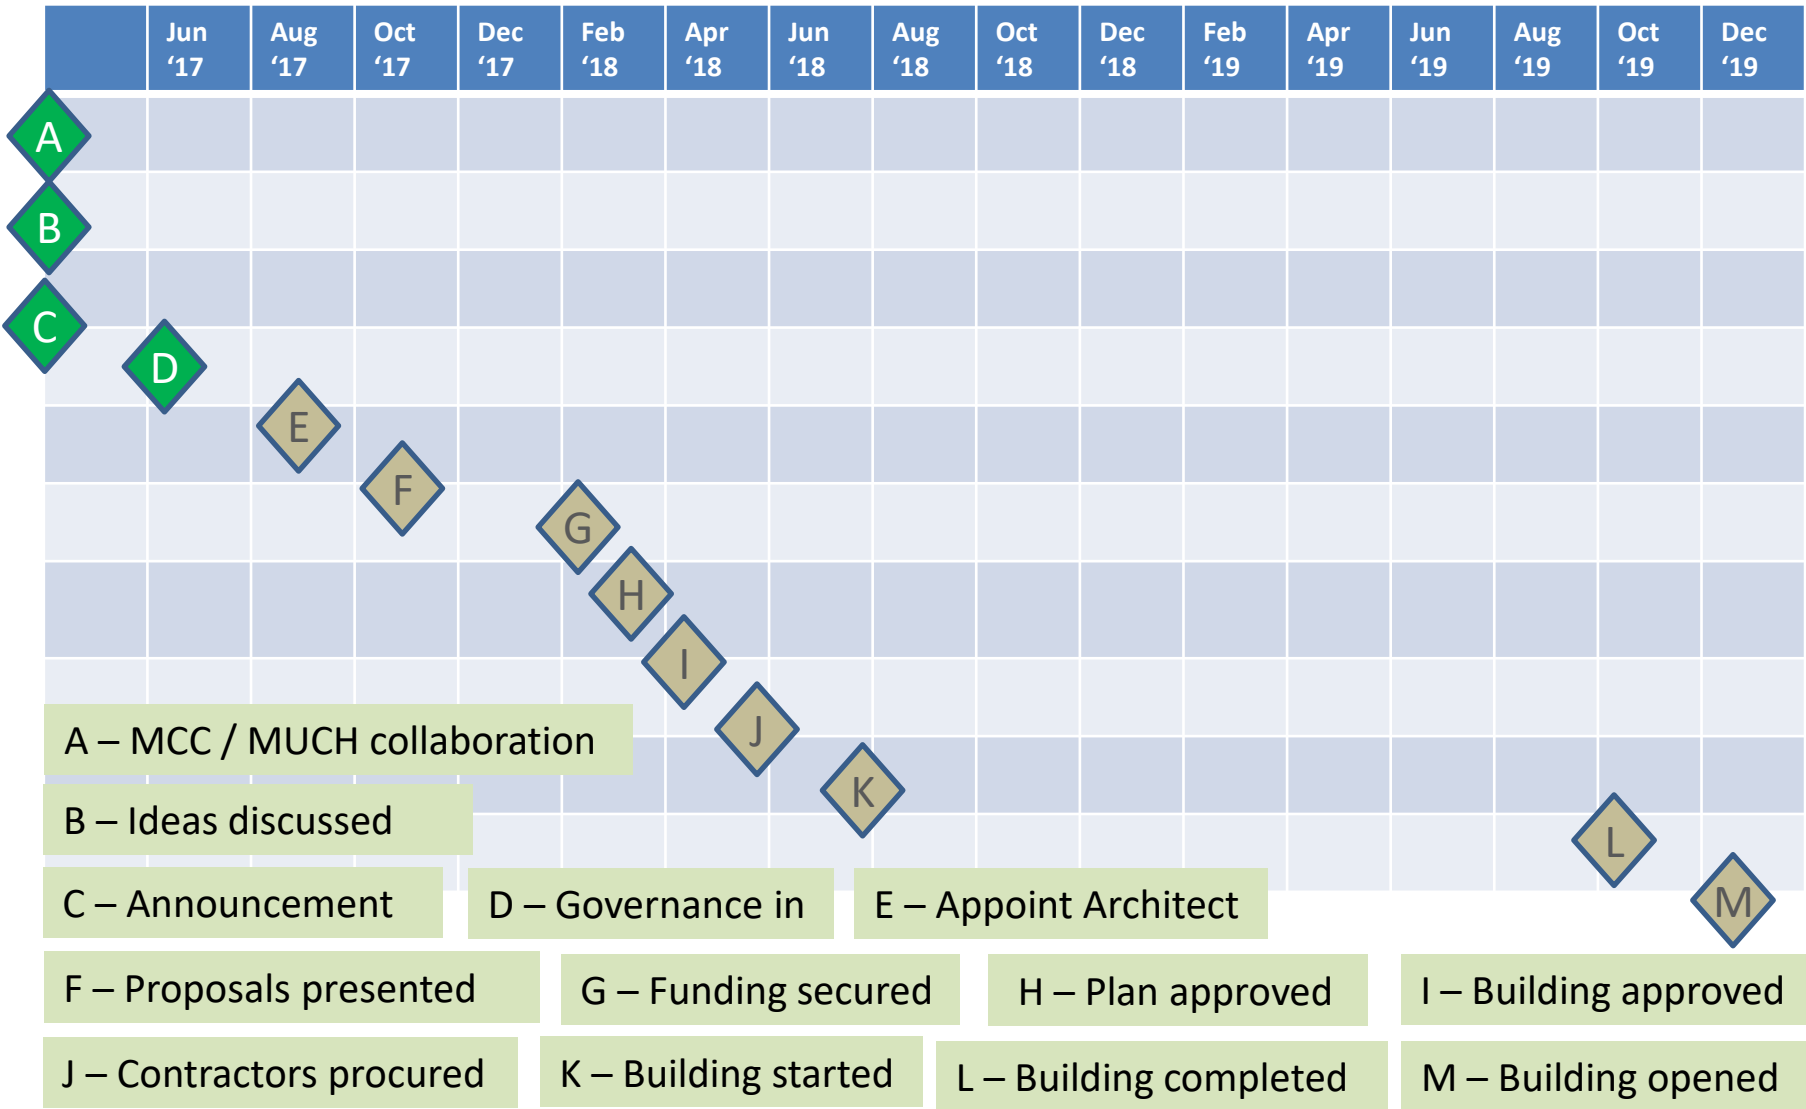 Jun ‘17 Aug ‘17 Oct ‘17 Dec ‘17 Feb ‘18 Apr ‘18 Jun ‘18 Aug ‘18 Oct ‘18 Dec ‘18 Feb ‘19 Apr ‘19 Jun ‘19 Aug ‘19 Oct ‘19 Dec ‘19
A
B
C
D
E
F
G
H
I
J
K
L
M
A – MCC / MUCH collaboration
B – Ideas discussed
C – Announcement
D – Governance in
E – Appoint Architect
F – Proposals presented
G – Funding secured
H – Plan approved
I – Building approved
J – Contractors procured
K – Building started
L – Building completed
M – Building opened